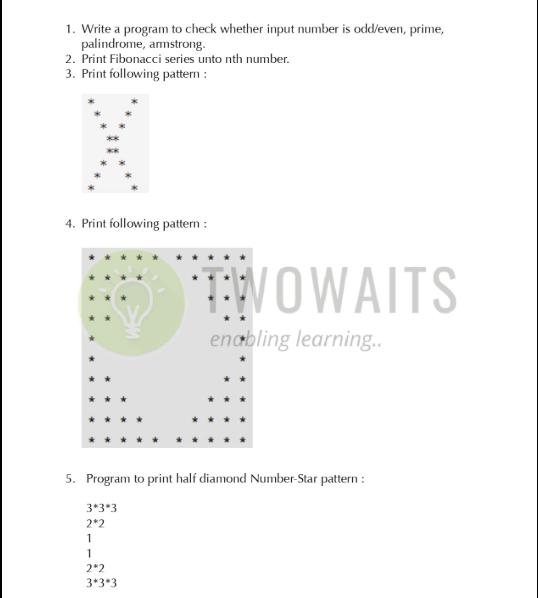 1. Write a program to check whether input number is odd/even, prime,
palindrome, armstrong.
2. Print Fibonacci series unto nth number.
3. Print following pattern :
*      *
 *    *
  *  *
   **
   **
  *  *
 *    *
*      *
4. Print following pattern :
* * * * *  * * * * *
* * * *      * * * *
* * *          * * *
* *              * *
*                  *
*                  *
* *              * *
* * *          * * *
* * * *      * * * *
* * * * *  * * * * *
TWOWAITS
enabling learning..
5. Program to print half diamond Number-Star pattern :
3*3*3
2*2
1
1
2*2
3*3*3